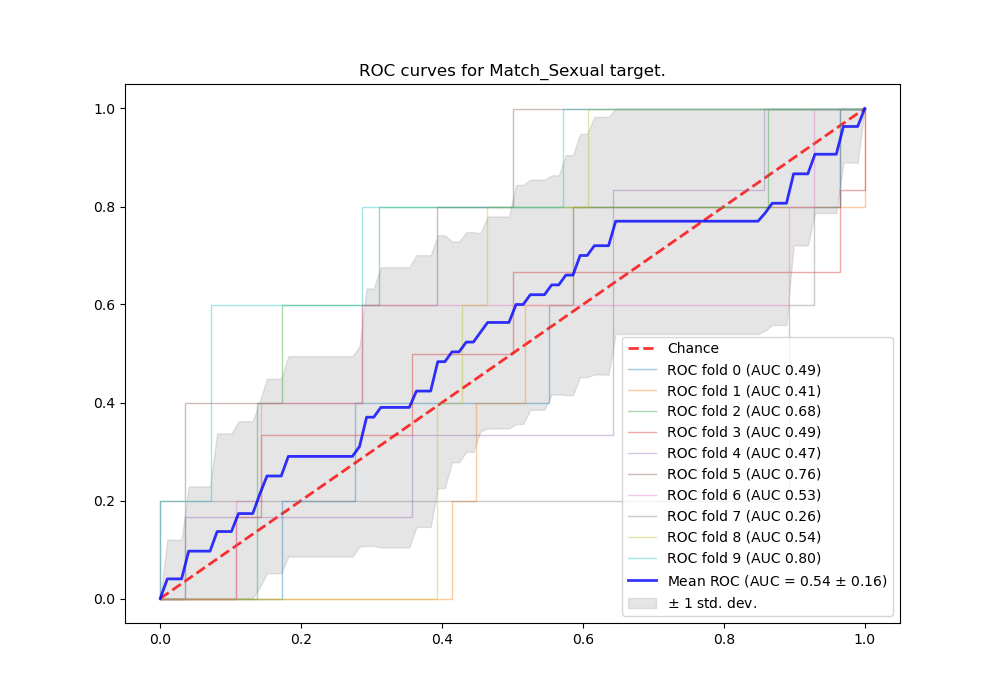 ROC curves for Match_Sexual target.
1.0
0.8
0.6
0.4
0.2
0.0
0.0 0.2 0.4 0.6 0.8 1.0
Chance
ROC fold 0 (AUC 0.49)
ROC fold 1 (AUC 0.41)
ROC fold 2 (AUC 0.68)
ROC fold 3 (AUC 0.49)
ROC fold 4 (AUC 0.47)
ROC fold 5 (AUC 0.76)
ROC fold 6 (AUC 0.53)
ROC fold 7 (AUC 0.26)
ROC fold 8 (AUC 0.54)
ROC fold 9 (AUC 0.80)
Mean ROC (AUC = 0.54 ± 0.16)
± 1 std. dev.